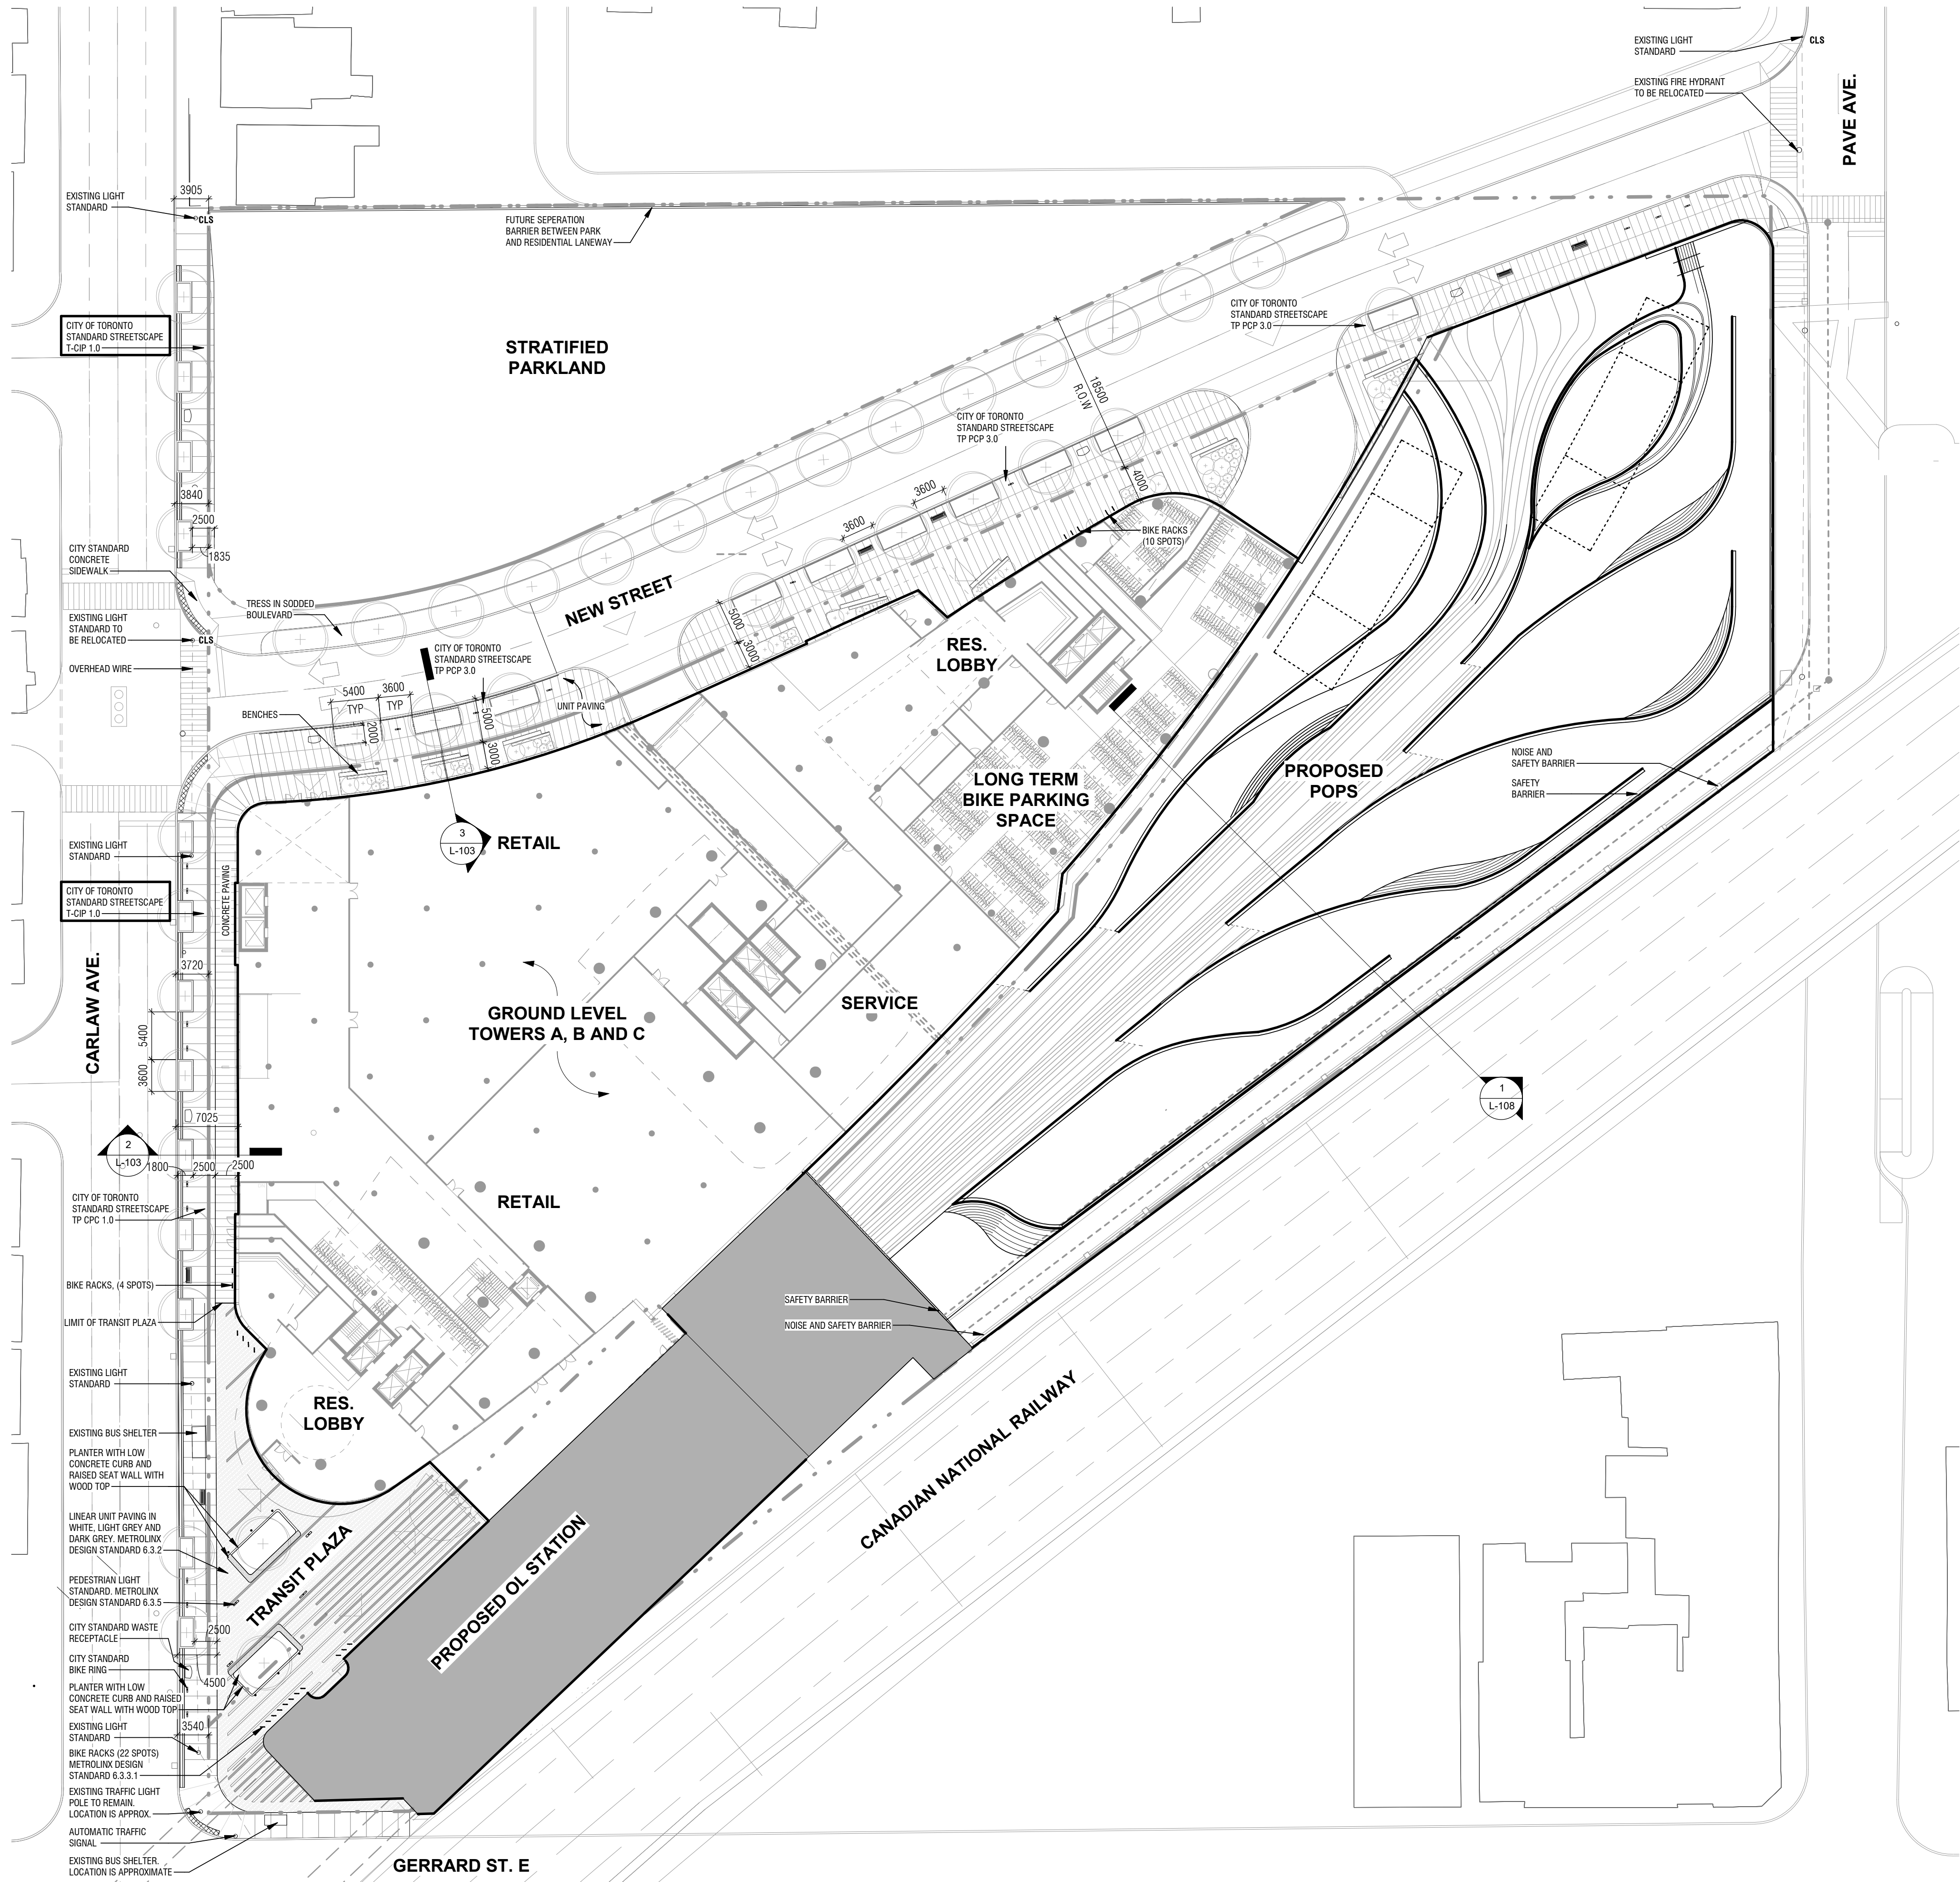 EXISTING LIGHT
STANDARD
CLS
EXISTING FIRE HYDRANT
TO BE RELOCATED
PAVE AVE.
3905
EXISTING LIGHT
STANDARD
CLS
FUTURE SEPERATION
BARRIER BETWEEN PARK
AND RESIDENTIAL LANEWAY
CITY OF TORONTO
STANDARD STREETSCAPE
TP PCP 3.0
CITY OF TORONTO
STANDARD STREETSCAPE
T-CIP 1.0
STRATIFIED
PARKLAND
18500
R.O.W
CITY OF TORONTO
STANDARD STREETSCAPE
TP PCP 3.0
4000
3600
3600
3840
2500
1835
BIKE RACKS
(10 SPOTS)
CITY STANDARD
CONCRETE
SIDEWALK
TRESS IN SODDED
BOULEVARD
NEW STREET
EXISTING LIGHT
STANDARD TO
BE RELOCATED
CLS
OVERHEAD WIRE
5000
3000
RES.
LOBBY
CITY OF TORONTO
STANDARD STREETSCAPE
TP PCP 3.0
5400
TYP
3600
TYP
2000
5000
3000
UNIT PAVING
BENCHES
NOISE AND
SAFETY BARRIER
SAFETY
BARRIER
PROPOSED
POPS
LONG TERM
BIKE PARKING
SPACE
3
L-103
RETAIL
EXISTING LIGHT
STANDARD
CITY OF TORONTO
STANDARD STREETSCAPE
T-CIP 1.0
CONCRETE PAVING
3720
CARLAW AVE.
5400
3600
SERVICE
GROUND LEVEL
TOWERS A, B AND C
1
L-108
7025
2
L-103
1800
2500
2500
CITY OF TORONTO
STANDARD STREETSCAPE
TP CPC 1.0
RETAIL
BIKE RACKS, (4 SPOTS)
LIMIT OF TRANSIT PLAZA
SAFETY BARRIER
NOISE AND SAFETY BARRIER
EXISTING LIGHT
STANDARD
RES.
LOBBY
EXISTING BUS SHELTER
PLANTER WITH LOW
CONCRETE CURB AND
RAISED SEAT WALL WITH
WOOD TOP
CANADIAN NATIONAL RAILWAY
LINEAR UNIT PAVING IN
WHITE, LIGHT GREY AND
DARK GREY. METROLINX
DESIGN STANDARD 6.3.2
TRANSIT PLAZA
PROPOSED OL STATION
PEDESTRIAN LIGHT
STANDARD. METROLINX
DESIGN STANDARD 6.3.5
CITY STANDARD WASTE
RECEPTACLE
2500
CITY STANDARD
BIKE RING
4500
PLANTER WITH LOW
CONCRETE CURB AND RAISED
SEAT WALL WITH WOOD TOP
3540
EXISTING LIGHT
STANDARD
BIKE RACKS (22 SPOTS)
METROLINX DESIGN
STANDARD 6.3.3.1
EXISTING TRAFFIC LIGHT
POLE TO REMAIN.
LOCATION IS APPROX.
AUTOMATIC TRAFFIC
SIGNAL
EXISTING BUS SHELTER.
LOCATION IS APPROXIMATE
GERRARD ST. E